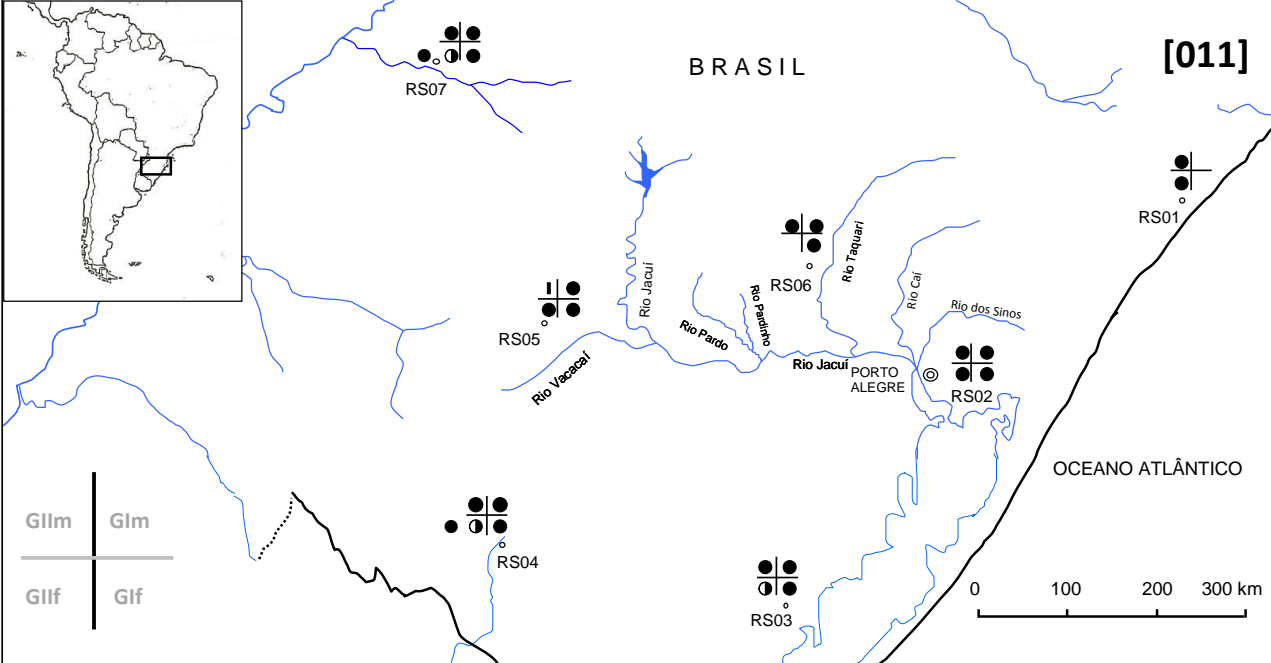 [011]
BRASIL
RS07
RS01
RS06
Rio Taquari
Rio Caí
Rio Jacuí
RS05
Rio Pardo
Rio Pardinho
Rio dos Sinos
Rio Vacacaí
Rio Jacuí
PORTO
ALEGRE
RS02
OCEANO ATLÂNTICO
GIIm
GIm
GIIf
GIf
RS04
RS03
0
100
200
300 km